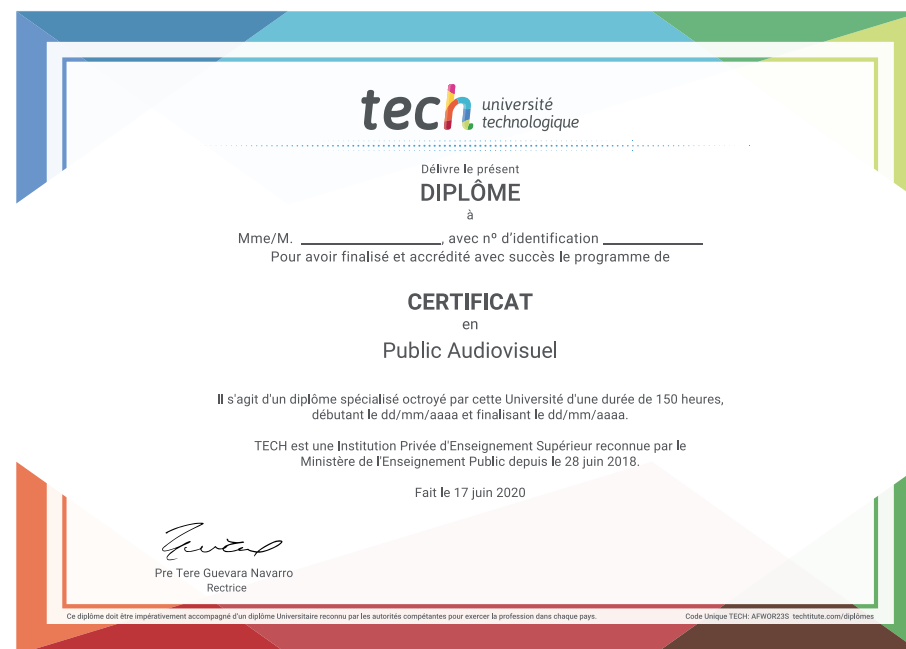 tech université
technologique
Délivre le présent
DIPLÔME
à
Mme/M. ____________________, avec nº d'identification ______________
Pour avoir finalisé et accrédité avec succès le programme de
CERTIFICAT
en
Public Audiovisuel
Il s'agit d'un diplôme spécialisé octroyé par cette Université d'une durée de 150 heures,
débutant le dd/mm/aaaa et finalisant le dd/mm/aaaa.
TECH est une Institution Privée d'Enseignement Supérieur reconnue par le
Ministère de l'Enseignement Public depuis le 28 juin 2018.
Fait le 17 juin 2020
Pre Tere Guevara Navarro
Rectrice
Ce diplôme doit être impérativement accompagné d'un diplôme Universitaire reconnu par les autorités compétantes pour exercer la profession dans chaque pays. Code Unique TECH: AFWOR23S techtitute.com/diplômes